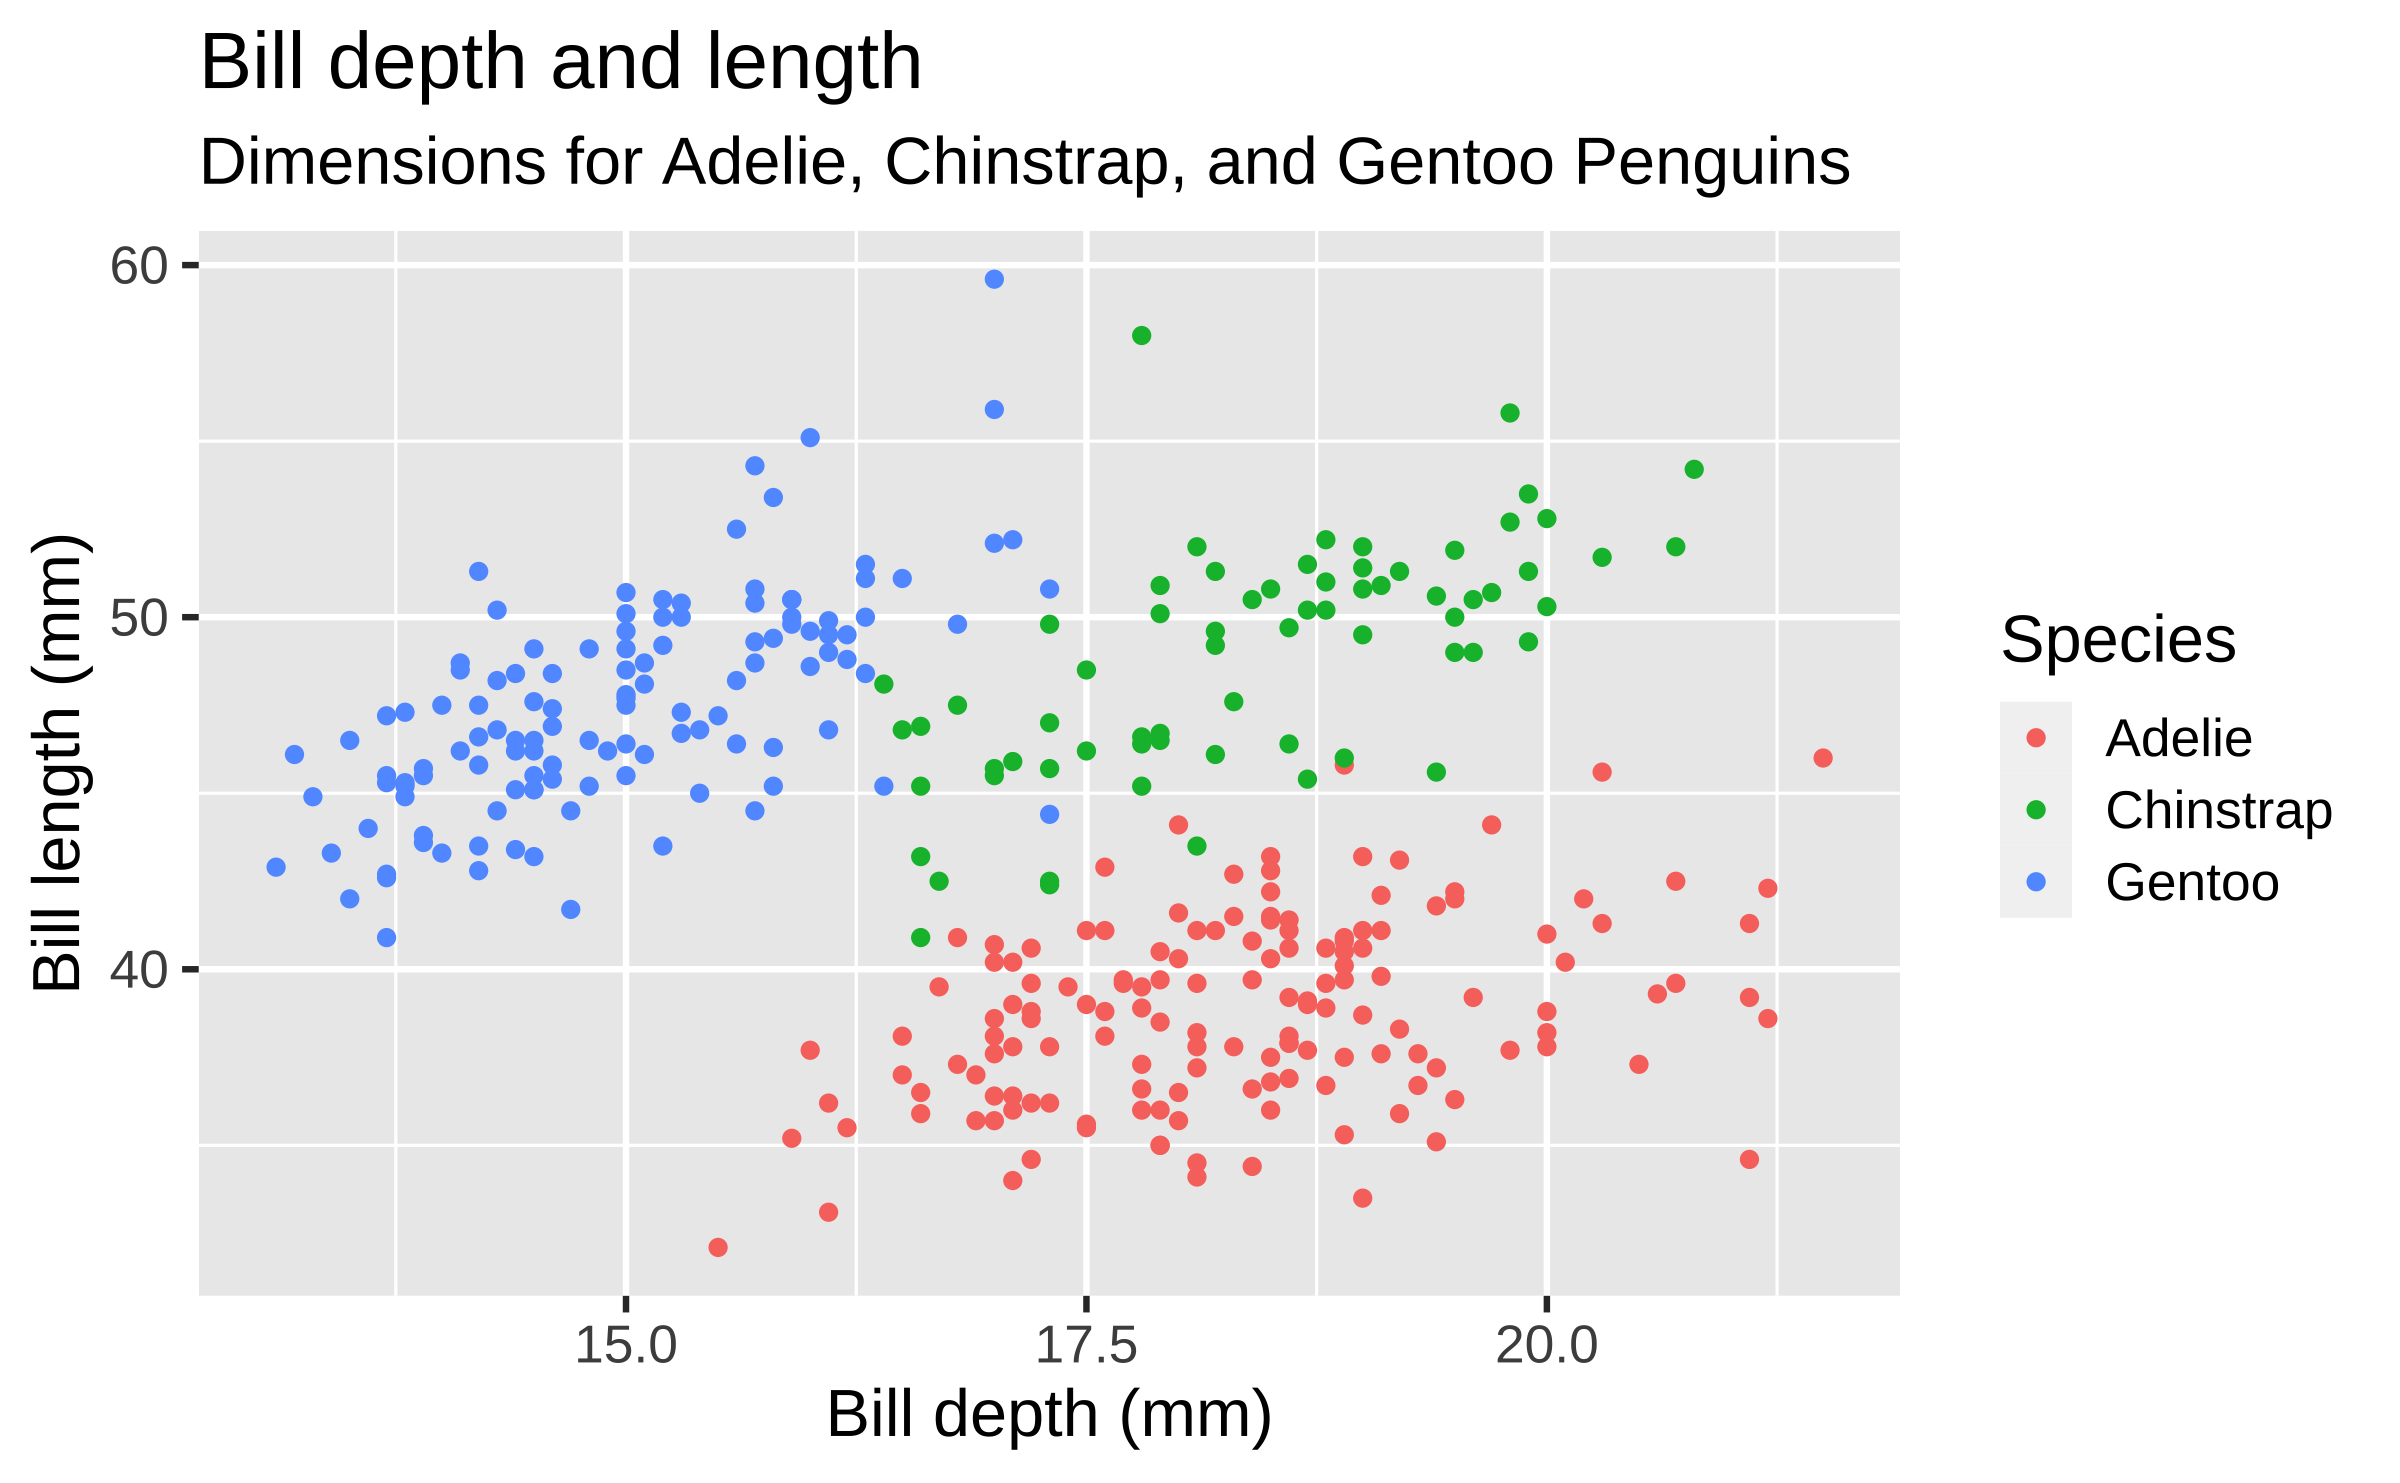 Bill depth and length
Dimensions for Adelie, Chinstrap, and Gentoo Penguins
60
50
40
Bill length (mm)
15.0 17.5 20.0
Bill depth (mm)
Species
Adelie
Chinstrap
Gentoo